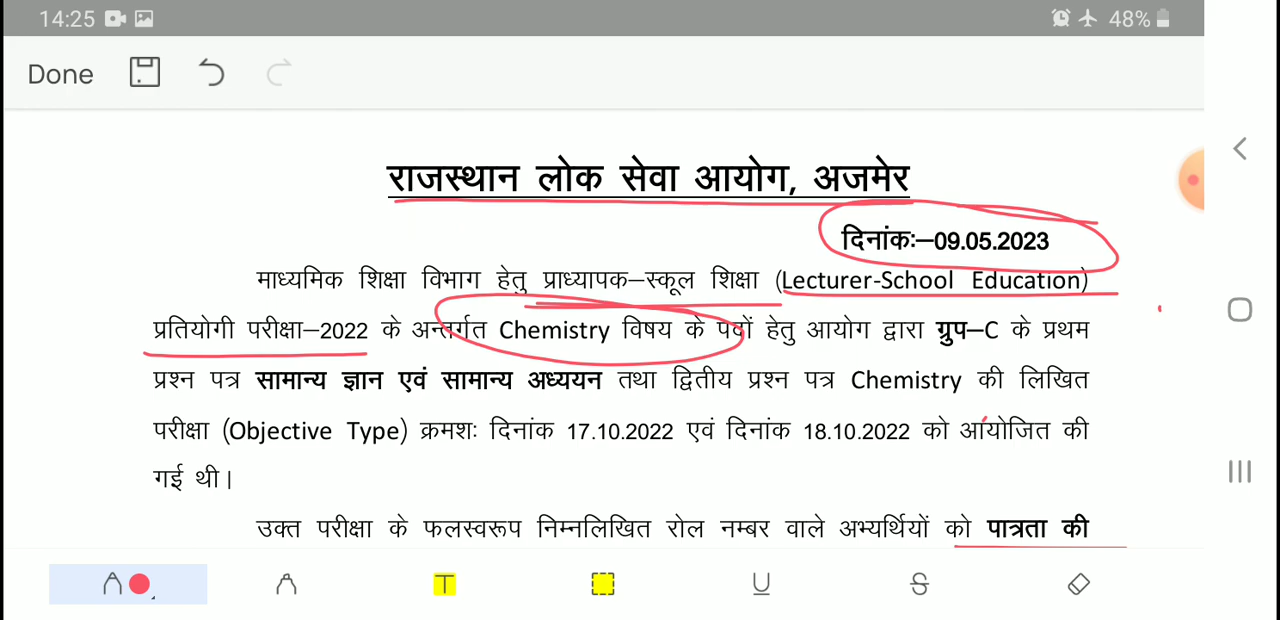 14:25
48%
Done
राजस्थान लोक सेवा आयोग, अजमेर
दिनांकः–09.05.2023
माध्यमिक शिक्षा विभाग हेतु प्राध्यापक–स्कूल शिक्षा (Lecturer-School Education)
प्रतियोगी परीक्षा–2022 के अन्तर्गत Chemistry विषय के पदों हेतु आयोग द्वारा ग्रुप–C के प्रथम
प्रश्न पत्र सामान्य ज्ञान एवं सामान्य अध्ययन तथा द्वितीय प्रश्न पत्र Chemistry की लिखित
परीक्षा (Objective Type) क्रमशः दिनांक 17.10.2022 एवं दिनांक 18.10.2022 को आयोजित की
गई थी।
उक्त परीक्षा के फलस्वरूप निम्नलिखित रोल नम्बर वाले अभ्यर्थियों को पात्रता की
T U S